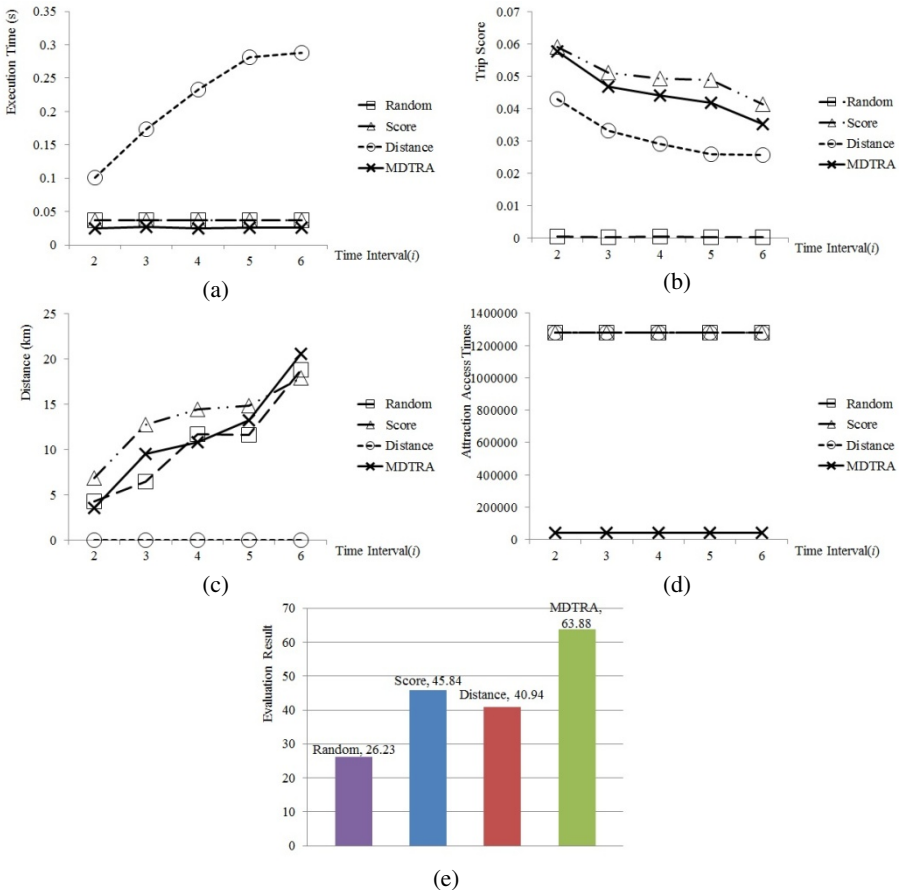 Execution Time (s)
0.35
0.3
0.25
0.2
0.15
0.1
0.05
0
2 3 4 5 6
Time Interval(i)
Random
Score
Distance
MDTRA
(a)
Trip Score
0.07
0.06
0.05
0.04
0.03
0.02
0.01
0
2 3 4 5 6
Time Interval(i)
Random
Score
Distance
MDTRA
(b)
Distance (km)
25
20
15
10
5
0
2 3 4 5 6
Time Interval(i)
Random
Score
Distance
MDTRA
(c)
Attraction Access Times
1400000
1200000
1000000
800000
600000
400000
200000
0
2 3 4 5 6
Time Interval(i)
Random
Score
Distance
MDTRA
(d)
Evaluation Result
70
60
50
40
30
20
10
0
Random, 26.23
Score, 45.84
Distance, 40.94
MDTRA,
63.88
(e)